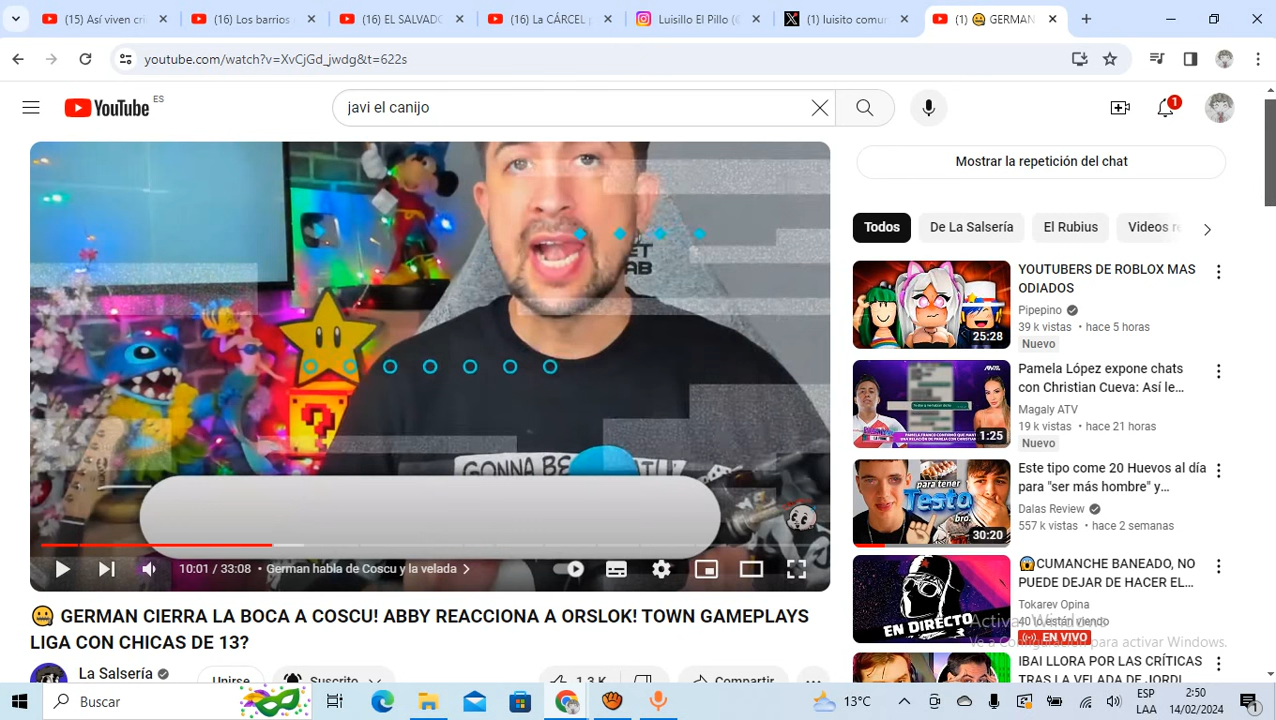 (15) Así viven cri
(16) Los barrios
(16) EL SALVADO
(16) La CÁRCEL p
Luisillo El Pillo (@
(1) luisito comun
(1) 🤐 GERMAN
youtube.com/watch?v=XvCjGd_jwdg&t=622s
YouTube ES
javi el canijo
1
Mostrar la repetición del chat
Todos
De La Salsería
El Rubius
Videos re
YOUTUBERS DE ROBLOX MAS
ODIADOS
Pipepino
39 k vistas • hace 5 horas
Nuevo
25:28
Pamela López expone chats
con Christian Cueva: Así le…
Magaly ATV
19 k vistas • hace 21 horas
Nuevo
1:25
Este tipo come 20 Huevos al día
para "ser más hombre" y…
Dalas Review
557 k vistas • hace 2 semanas
para tener
Testo
bro.
30:20
😱CUMANCHE BANEADO, NO
PUEDE DEJAR DE HACER EL…
Tokarev Opina
40 están viendo
EN VIVO
EN DIRECTO
IBAI LLORA POR LAS CRÍTICAS
TRAS LA VELADA DE JORDI
GONNA BE
?
10:01 / 33:08 • German habla de Coscu y la velada
🤐 GERMAN CIERRA LA BOCA A COSCU! ABBY REACCIONA A ORSLOK! TOWN GAMEPLAYS
LIGA CON CHICAS DE 13?
La Salsería
Unirse
Suscrito
1.3 K
Compartir
Activar Windows
Ve a Configuración para activar Windows.
Buscar
13°C
ESP
LAA
2:50
14/02/2024
1